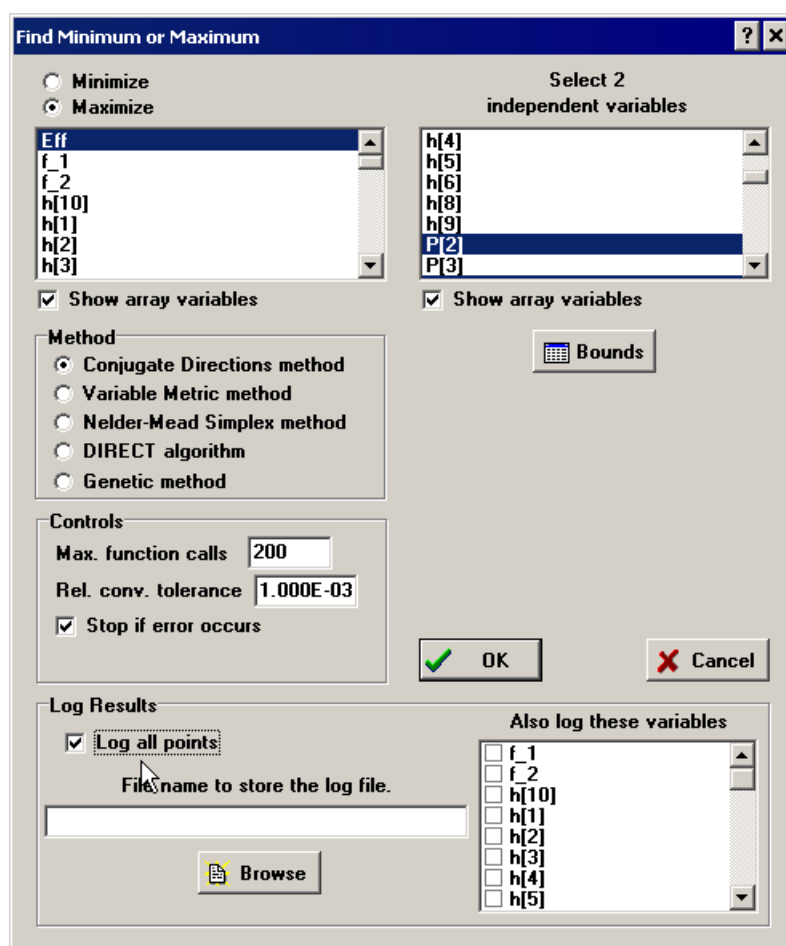 Find Minimum or Maximum
Minimize
Maximize
Eff
f_1
f_2
h[10]
h[1]
h[2]
h[3]
Show array variables
Select 2
independent variables
h[4]
h[5]
h[6]
h[8]
h[9]
P[2]
P[3]
Show array variables
Bounds
Method
Conjugate Directions method
Variable Metric method
Nelder-Mead Simplex method
DIRECT algorithm
Genetic method
Controls
Max. function calls 200
Rel. conv. tolerance 1.000E-03
Stop if error occurs
OK
Cancel
Log Results
Log all points
File name to store the log file.
Browse
Also log these variables
f_1
f_2
h[10]
h[1]
h[2]
h[3]
h[4]
h[5]